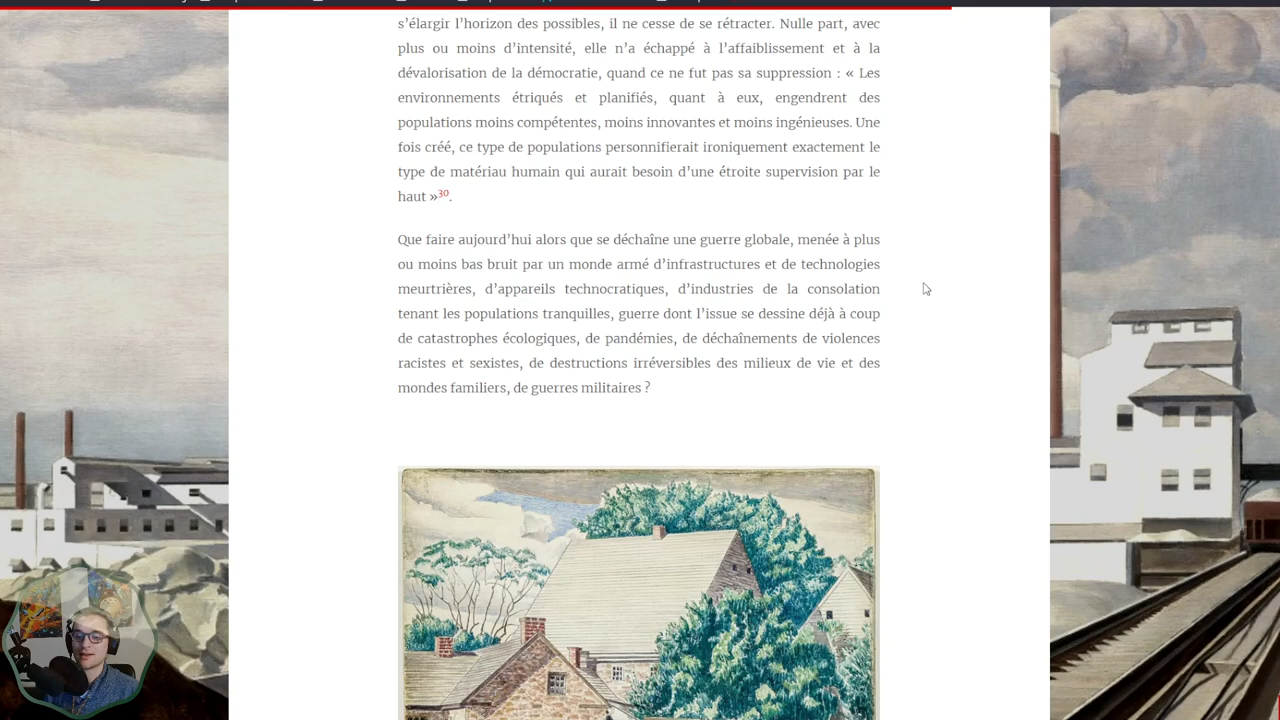 s’élargir l’horizon des possibles, il ne cesse de se rétracter. Nulle part, avec
plus ou moins d’intensité, elle n’a échappé à l’affaiblissement et à la
dévalorisation de la démocratie, quand ce ne fut pas sa suppression : « Les
environnements étriqués et planifiés, quant à eux, engendrent des
populations moins compétentes, moins innovantes et moins ingénieuses. Une
fois créé, ce type de populations personnifierait ironiquement exactement le
type de matériau humain qui aurait besoin d’une étroite supervision par le
haut »30.
Que faire aujourd’hui alors que se déchaîne une guerre globale, menée à plus
ou moins bas bruit par un monde armé d’infrastructures et de technologies
meurtrières, d’appareils technocratiques, d’industries de la consolation
tenant les populations tranquilles, guerre dont l’issue se dessine déjà à coup
de catastrophes écologiques, de pandémies, de déchaînements de violences
racistes et sexistes, de destructions irréversibles des milieux de vie et des
mondes familiers, de guerres militaires ?